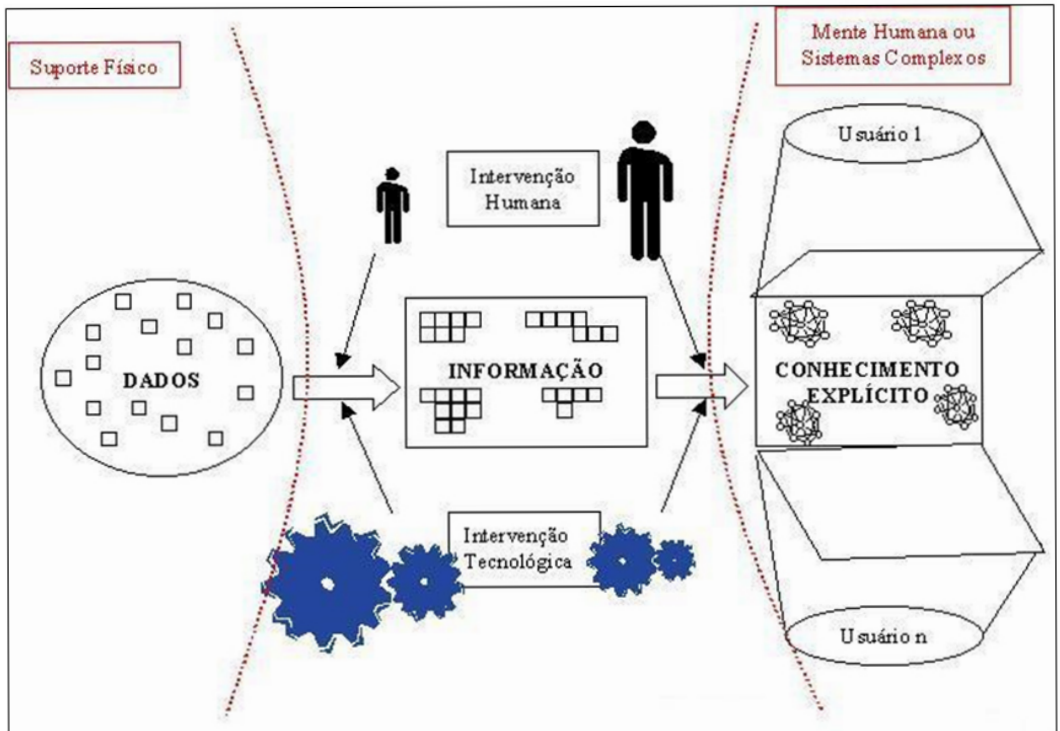 Suporte Físico
Mente Humana ou
Sistemas Complexos
Usuário 1
Intervenção
Humana
DADOS
INFORMAÇÃO
CONHECIMENTO
EXPLÍCITO
Intervenção
Tecnológica
Usuário n